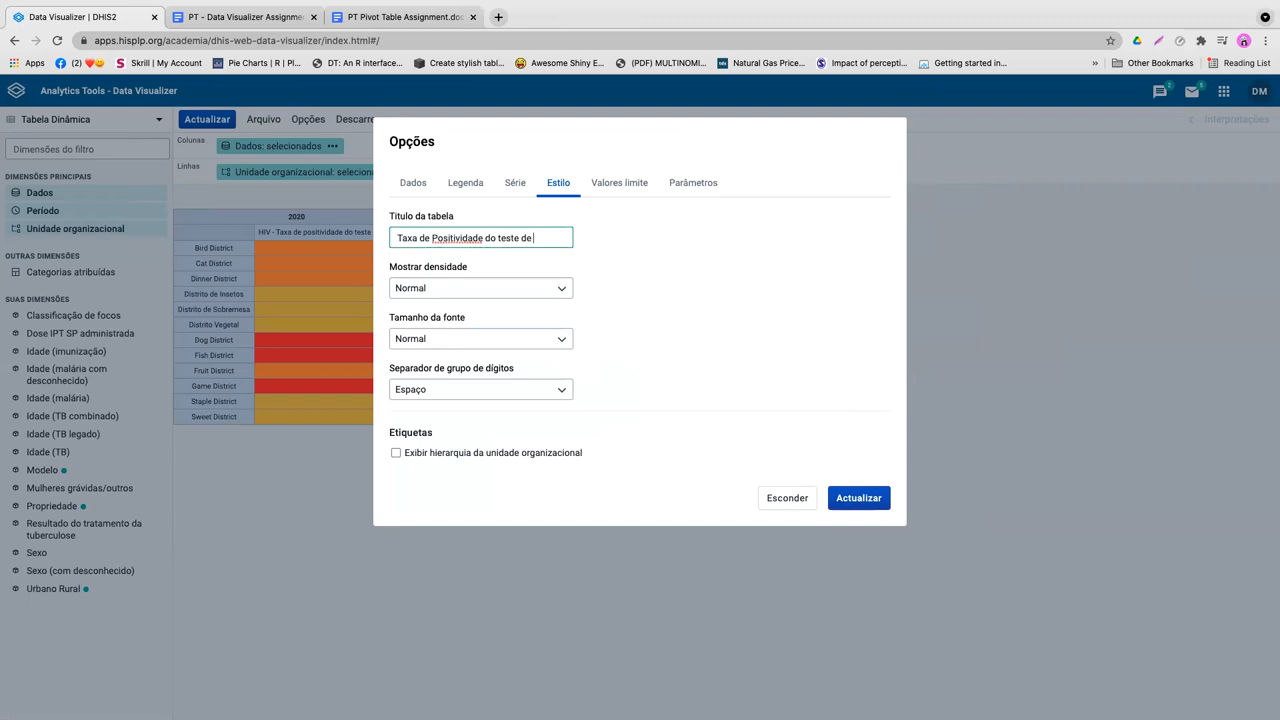 Data Visualizer | DHIS2
PT - Data Visualizer Assignme
PT Pivot Table Assignment.doc
apps.hisplp.org/academia/dhis-web-data-visualizer/index.html#/
Apps
(2)
Skrill | My Account
Pie Charts | R | Pl...
DT: An R interface...
Create stylish tabl...
Awesome Shiny E...
(PDF) MULTINOMI...
Natural Gas Price...
Impact of percepti...
Getting started in...
»
Other Bookmarks
Reading List
Analytics Tools - Data Visualizer
DM
Tabela Dinâmica
Actualizar
Arquivo
Opções
Descarre
Interpretações
Dimensões do filtro
Colunas
Dados: selecionados
Linhas
Unidade organizacional: selecion
DIMENSÕES PRINCIPAIS
Dados
Período
Unidade organizacional
OUTRAS DIMENSÕES
Categorias atribuídas
SUAS DIMENSÕES
Classificação de focos
Dose IPT SP administrada
Idade (imunização)
Idade (malária com
desconhecido)
Idade (malária)
Idade (TB combinado)
Idade (TB legado)
Idade (TB)
Modelo
Mulheres grávidas/outros
Propriedade
Resultado do tratamento da
tuberculose
Sexo
Sexo (com desconhecido)
Urbano Rural
2020
HIV - Taxa de positividade do teste
Bird District
Cat District
Dinner District
Distrito de Insetos
Distrito de Sobremesa
Distrito Vegetal
Dog District
Fish District
Fruit District
Game District
Staple District
Sweet District
Opções
Dados
Legenda
Série
Estilo
Valores limite
Parâmetros
Titulo da tabela
Taxa de Positividade do teste de
Mostrar densidade
Normal
Tamanho da fonte
Normal
Separador de grupo de dígitos
Espaço
Etiquetas
Exibir hierarquia da unidade organizacional
Esconder
Actualizar